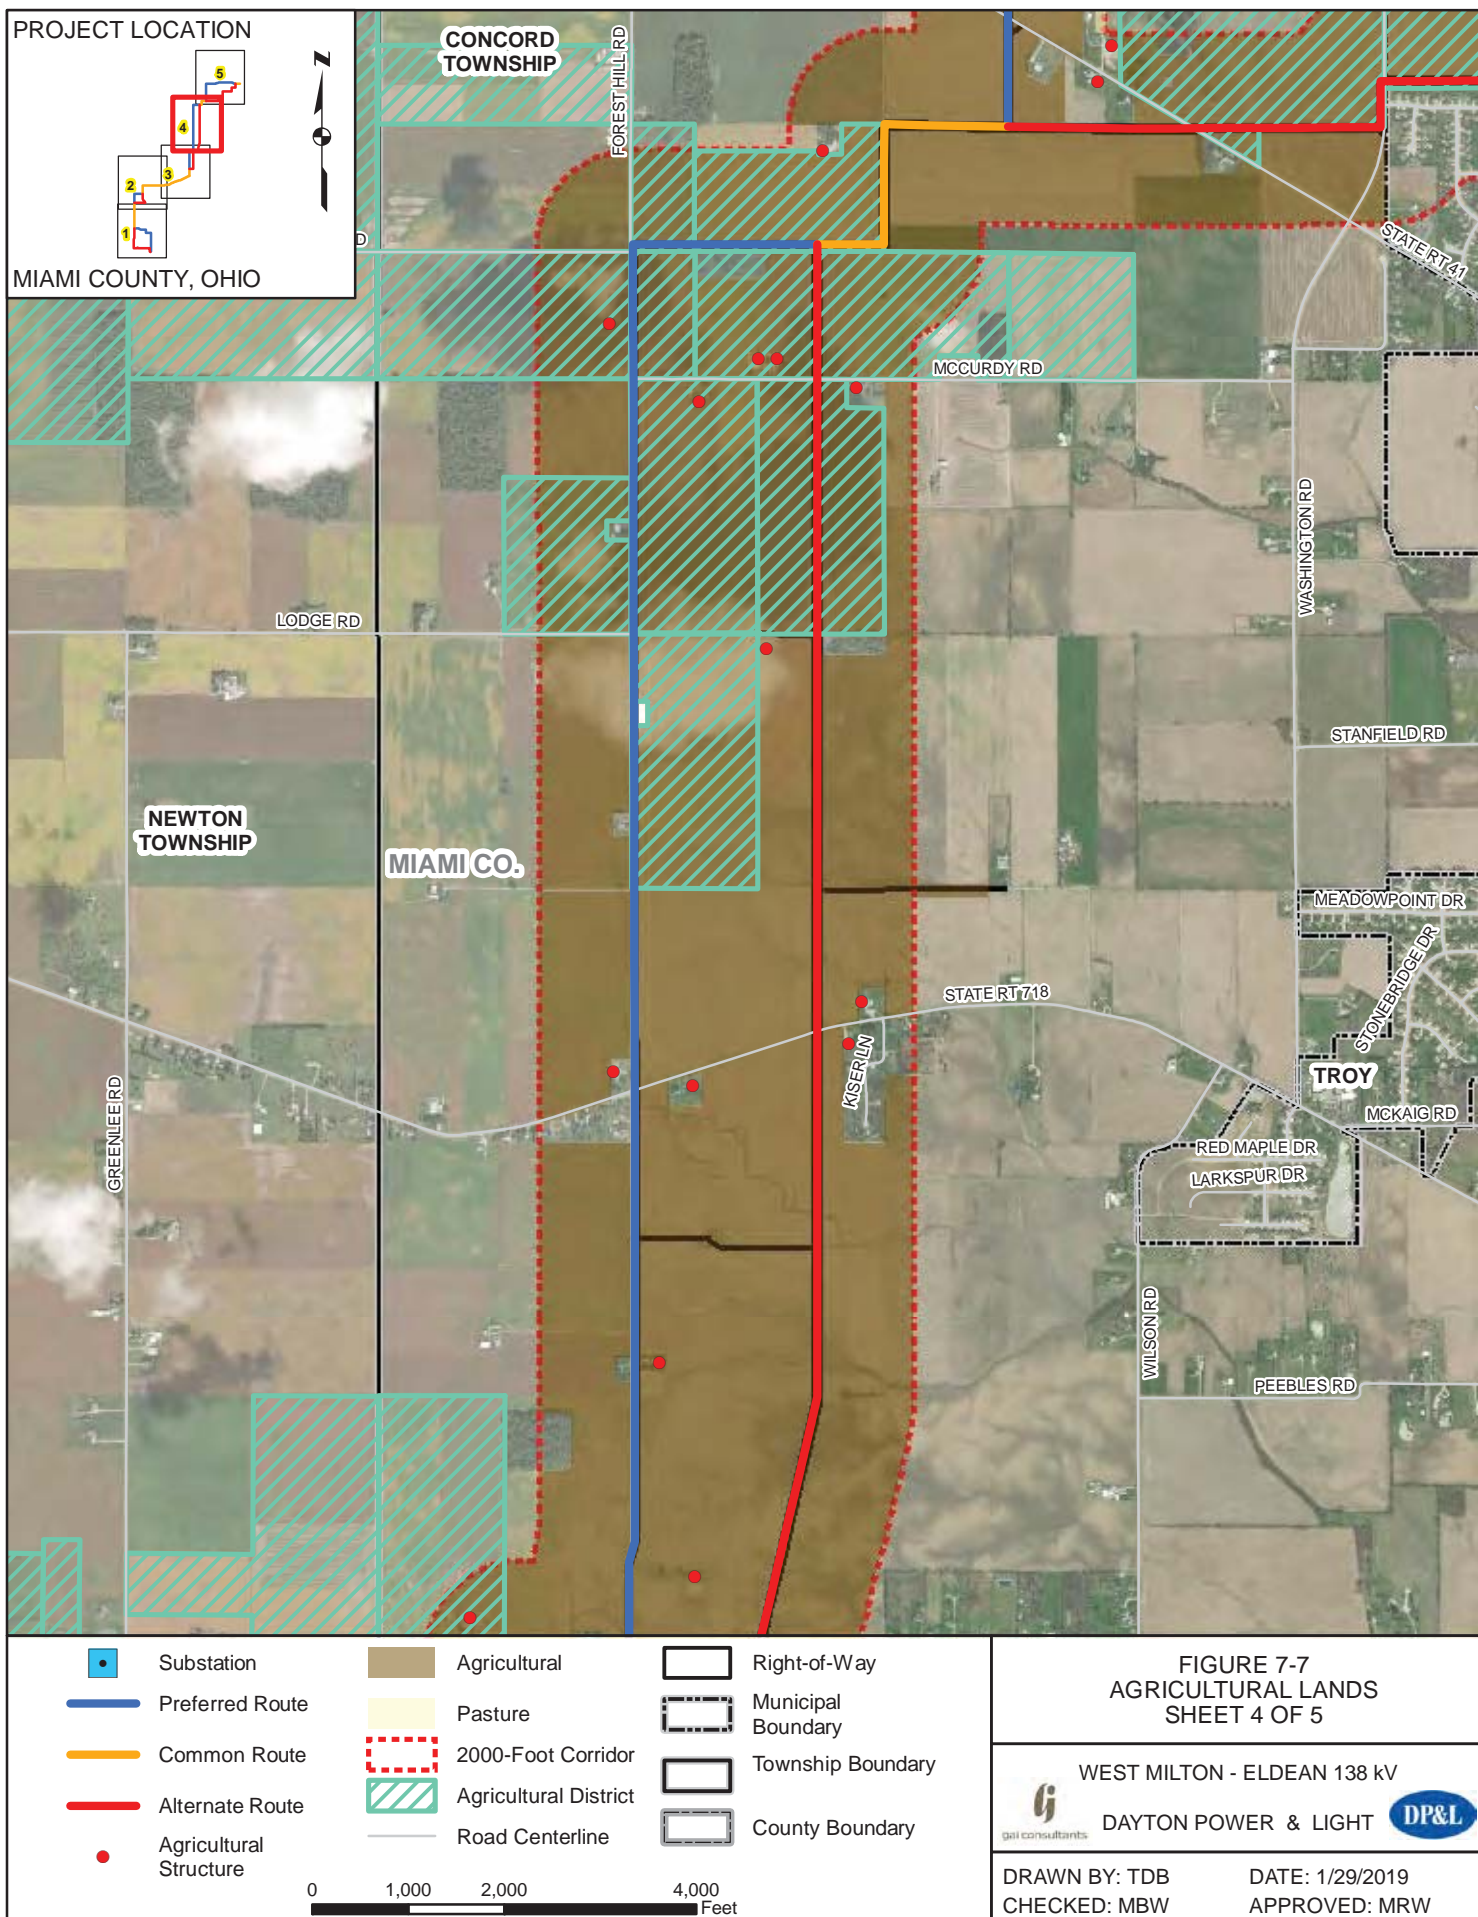 PROJECT LOCATION
5
4
3
2
1
N
MIAMI COUNTY, OHIO
CONCORD
TOWNSHIP
FOREST HILL RD
D
STATE RT 41
MCCURDY RD
WASHINGTON RD
LODGE RD
STANFIELD RD
NEWTON
TOWNSHIP
MIAMI CO.
MEADOWPOINT DR
STONEBRIDGE DR
STATE RT 718
KISER LN
TROY
GREENLEE RD
MCKAIG RD
RED MAPLE DR
LARKSPUR DR
WILSON RD
PEEBLES RD
Substation
Preferred Route
Common Route
Alternate Route
Agricultural
Structure
Agricultural
Pasture
2000-Foot Corridor
Agricultural District
Road Centerline
Right-of-Way
Municipal
Boundary
Township Boundary
County Boundary
0 1,000 2,000 4,000
Feet
FIGURE 7-7
AGRICULTURAL LANDS
SHEET 4 OF 5
WEST MILTON - ELDEAN 138 kV
gai consultants
DAYTON POWER & LIGHT
DP&L
DRAWN BY: TDB DATE: 1/29/2019
CHECKED: MBW APPROVED: MRW